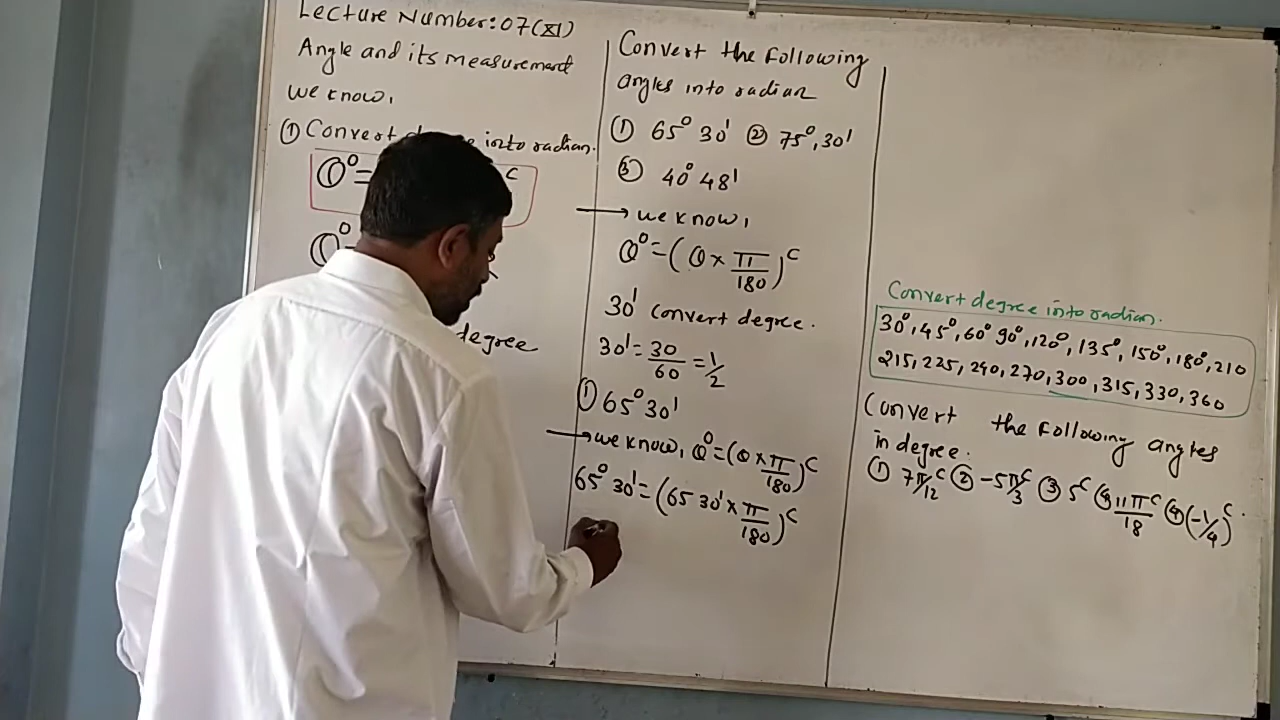 Lecture Number: 07(XI)
Angle and its measurement
we know,
① Convert into radian.
θ° = c
θ°
degree
Convert the following
angles into radian
① 65° 30' ② 75°, 30'
③ 40° 48'
→ we know,
θ° = (θ × π/180)^c
30' convert degree.
30' = 30/60 = 1/2
① 65° 30'
→ we know, θ° = (θ × π/180)^c
65° 30' = (65 30' × π/180)^c
Convert degree into radian.
30°, 45°, 60° 90°, 120°, 135°, 150°, 180°, 210
215, 225, 240, 270, 300, 315, 330, 360
Convert the following angles
in degree.
① 7π^c/12 ② -5π^c/3 ③ 5^c ④ 11π^c/18 ④ (-1/4)^c.